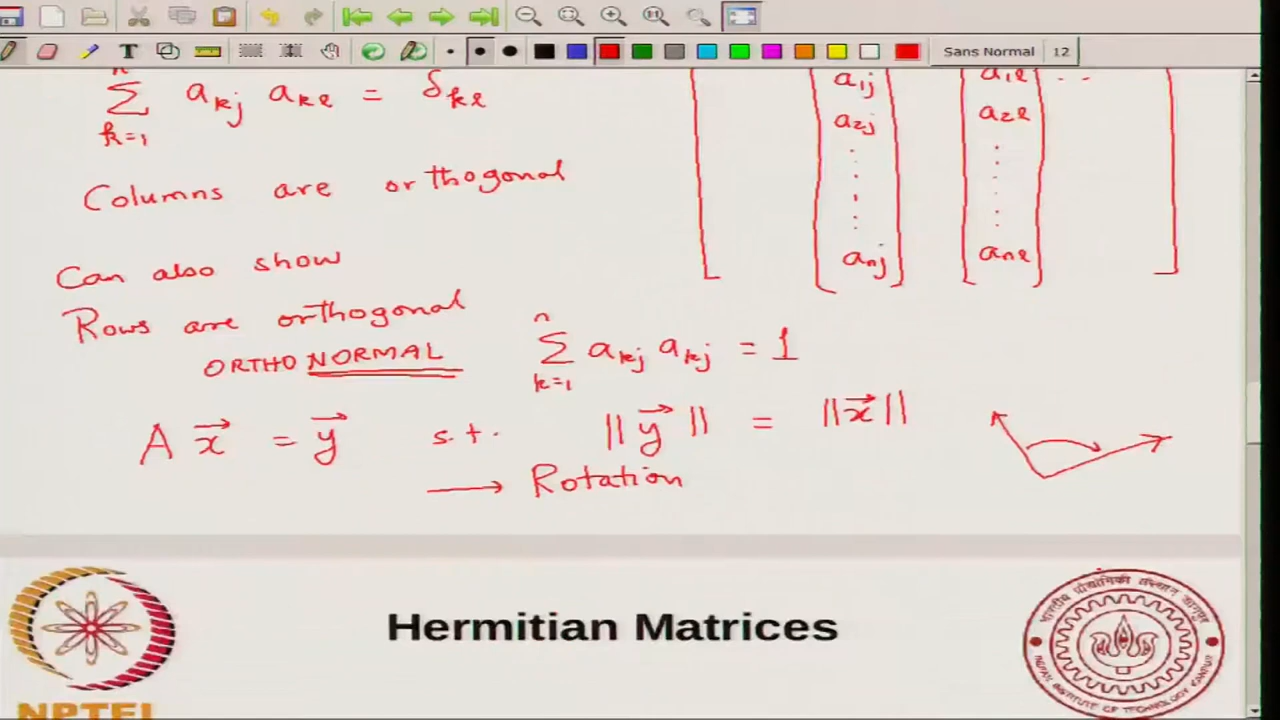 Sans Normal 12
n
∑ a_kj a_kl = δ_kl
k=1
Columns are orthogonal
a_1j a_1l ..
a_2j a_2l
a_nj a_nl
Can also show
Rows are orthogonal
ORTHONORMAL
n
∑ a_kj a_kj = 1
k=1
A x⃗ = y⃗ s.t. ||y⃗|| = ||x⃗||
→ Rotation
Hermitian Matrices
NPTEL